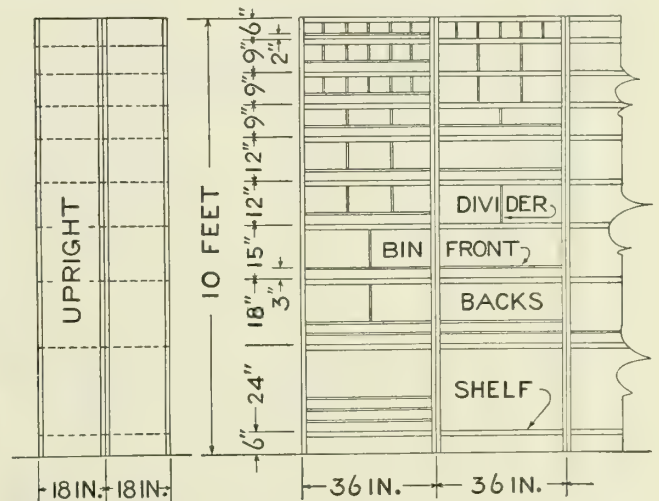 UPRIGHT
18 IN. 18 IN.
10 FEET
6"
2"
9"
9"
9"
12"
12"
15"
3"
18"
24"
6"
DIVIDER
BIN FRONT
BACKS
SHELF
36 IN. 36 IN.